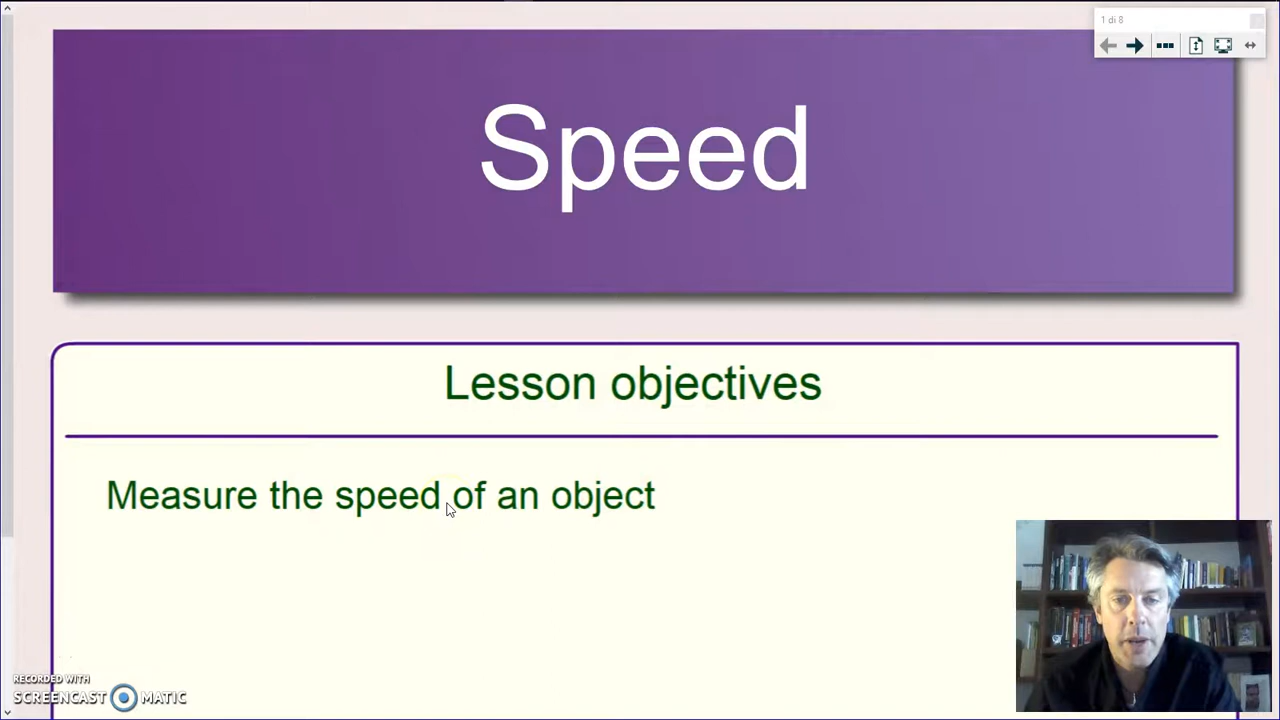 1 di 8
Speed
Lesson objectives
Measure the speed of an object
RECORDED WITH
SCREENCAST MATIC